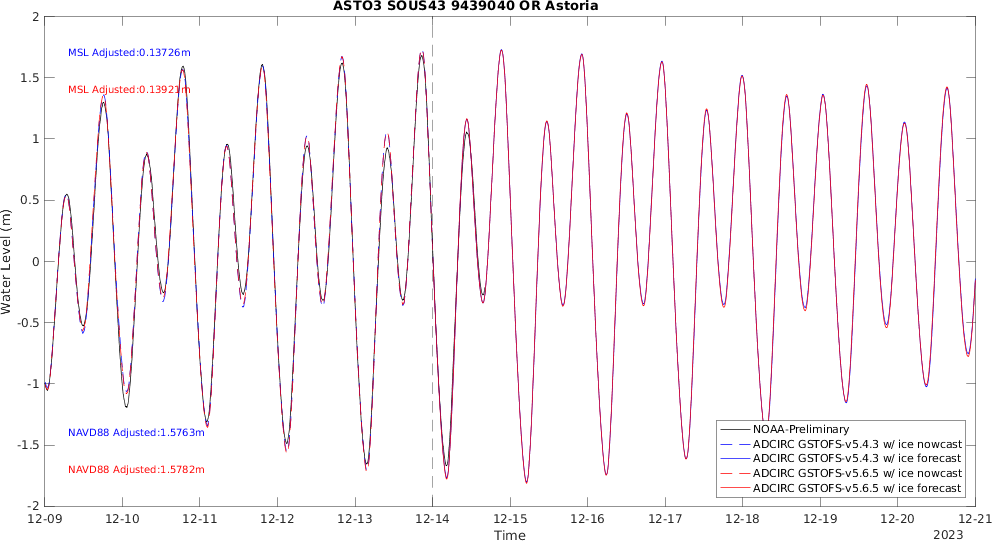 ASTO3 SOUS43 9439040 OR Astoria
MSL Adjusted:0.13726m
MSL Adjusted:0.13921m
NAVD88 Adjusted:1.5763m
NAVD88 Adjusted:1.5782m
Water Level (m)
2
1.5
1
0.5
0
-0.5
-1
-1.5
-2
NOAA-Preliminary
ADCIRC GSTOFS-v5.4.3 w/ ice nowcast
ADCIRC GSTOFS-v5.4.3 w/ ice forecast
ADCIRC GSTOFS-v5.6.5 w/ ice nowcast
ADCIRC GSTOFS-v5.6.5 w/ ice forecast
12-09 12-10 12-11 12-12 12-13 12-14 12-15 12-16 12-17 12-18 12-19 12-20 12-21
Time
2023